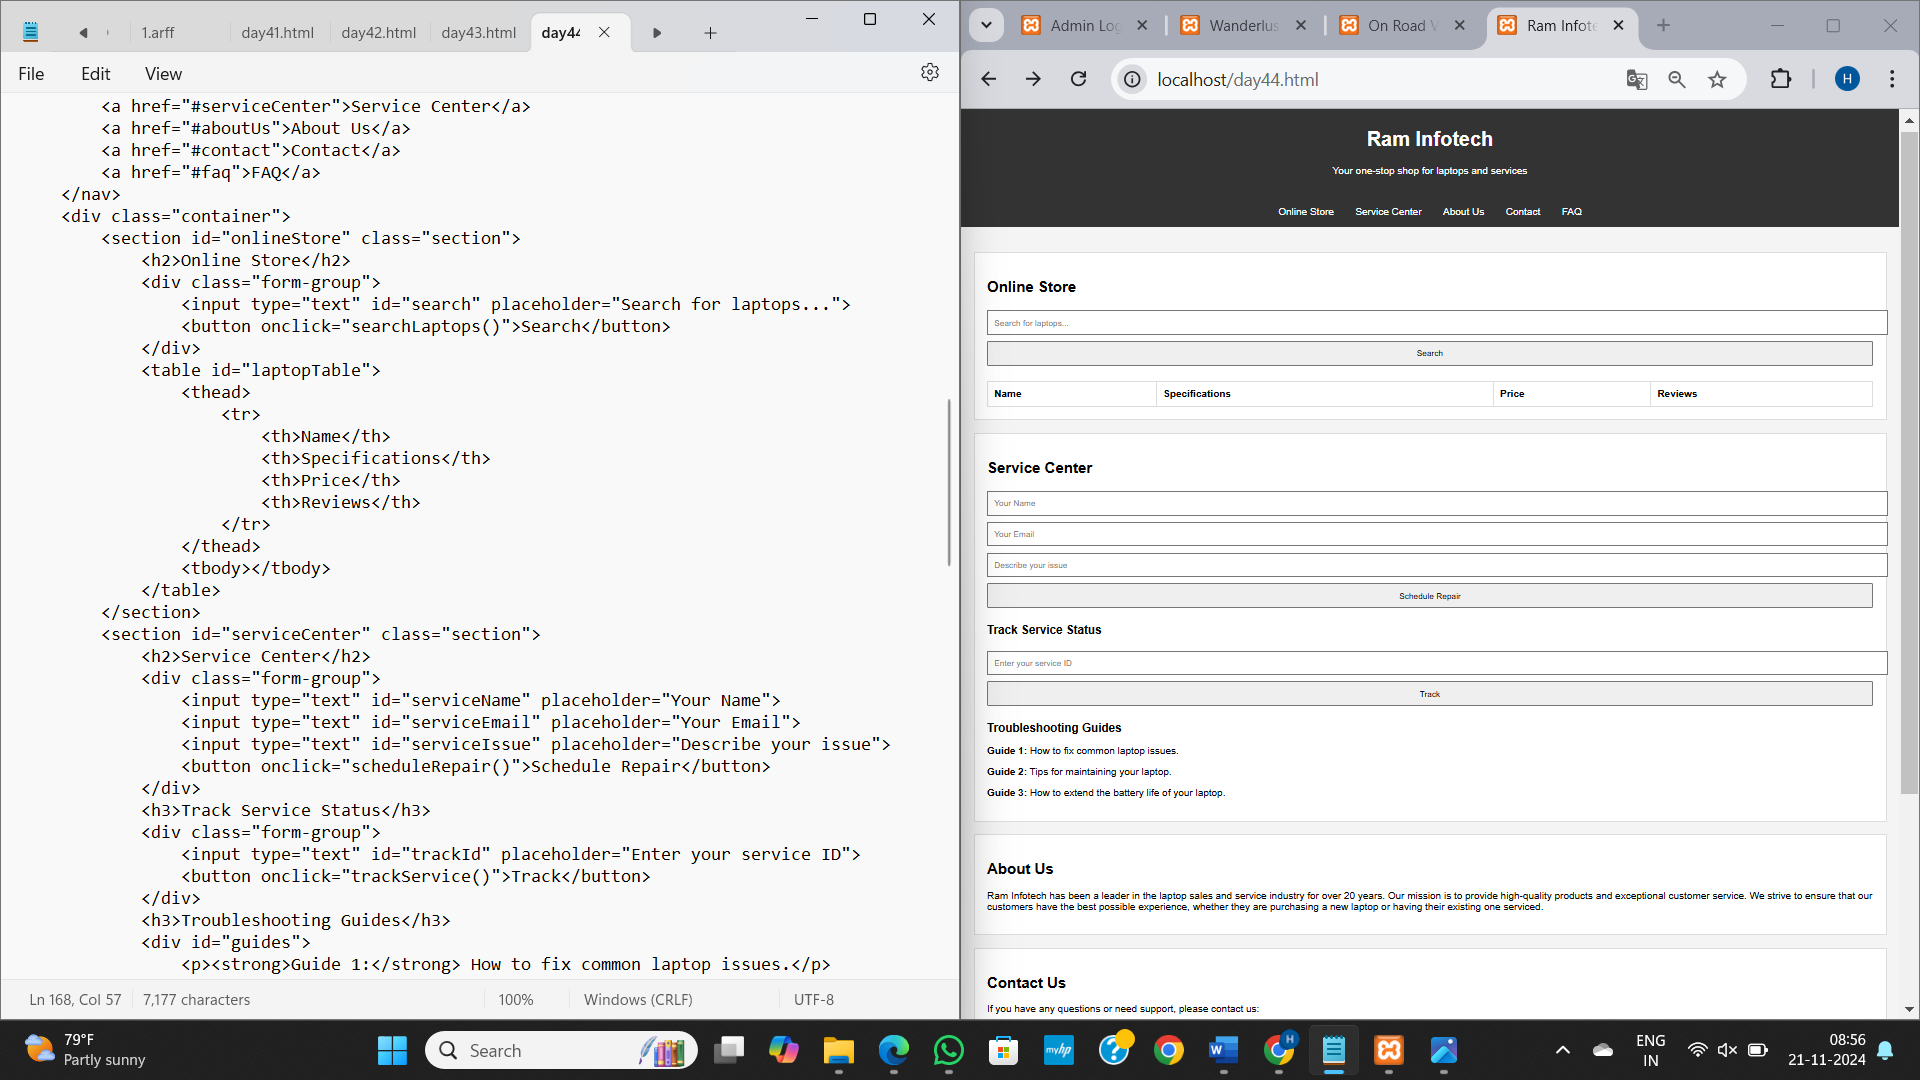 1.arff
day41.html
day42.html
day43.html
day44
File
Edit
View
<a href="#serviceCenter">Service Center</a>
<a href="#aboutUs">About Us</a>
<a href="#contact">Contact</a>
<a href="#faq">FAQ</a>
</nav>
<div class="container">
<section id="onlineStore" class="section">
<h2>Online Store</h2>
<div class="form-group">
<input type="text" id="search" placeholder="Search for laptops...">
<button onclick="searchLaptops()">Search</button>
</div>
<table id="laptopTable">
<thead>
<tr>
<th>Name</th>
<th>Specifications</th>
<th>Price</th>
<th>Reviews</th>
</tr>
</thead>
<tbody></tbody>
</table>
</section>
<section id="serviceCenter" class="section">
<h2>Service Center</h2>
<div class="form-group">
<input type="text" id="serviceName" placeholder="Your Name">
<input type="text" id="serviceEmail" placeholder="Your Email">
<input type="text" id="serviceIssue" placeholder="Describe your issue">
<button onclick="scheduleRepair()">Schedule Repair</button>
</div>
<h3>Track Service Status</h3>
<div class="form-group">
<input type="text" id="trackId" placeholder="Enter your service ID">
<button onclick="trackService()">Track</button>
</div>
<h3>Troubleshooting Guides</h3>
<div id="guides">
<p><strong>Guide 1:</strong> How to fix common laptop issues.</p>
Ln 168, Col 57
7,177 characters
100%
Windows (CRLF)
UTF-8
Admin Log
Wanderlus
On Road V
Ram Infote
localhost/day44.html
H
Ram Infotech
Your one-stop shop for laptops and services
Online Store
Service Center
About Us
Contact
FAQ
Online Store
Search for laptops...
Search
Name
Specifications
Price
Reviews
Service Center
Your Name
Your Email
Describe your issue
Schedule Repair
Track Service Status
Enter your service ID
Track
Troubleshooting Guides
Guide 1: How to fix common laptop issues.
Guide 2: Tips for maintaining your laptop.
Guide 3: How to extend the battery life of your laptop.
About Us
Ram Infotech has been a leader in the laptop sales and service industry for over 20 years. Our mission is to provide high-quality products and exceptional customer service. We strive to ensure that our
customers have the best possible experience, whether they are purchasing a new laptop or having their existing one serviced.
Contact Us
If you have any questions or need support, please contact us:
79°F
Partly sunny
Search
myhp
H
ENG
IN
08:56
21-11-2024